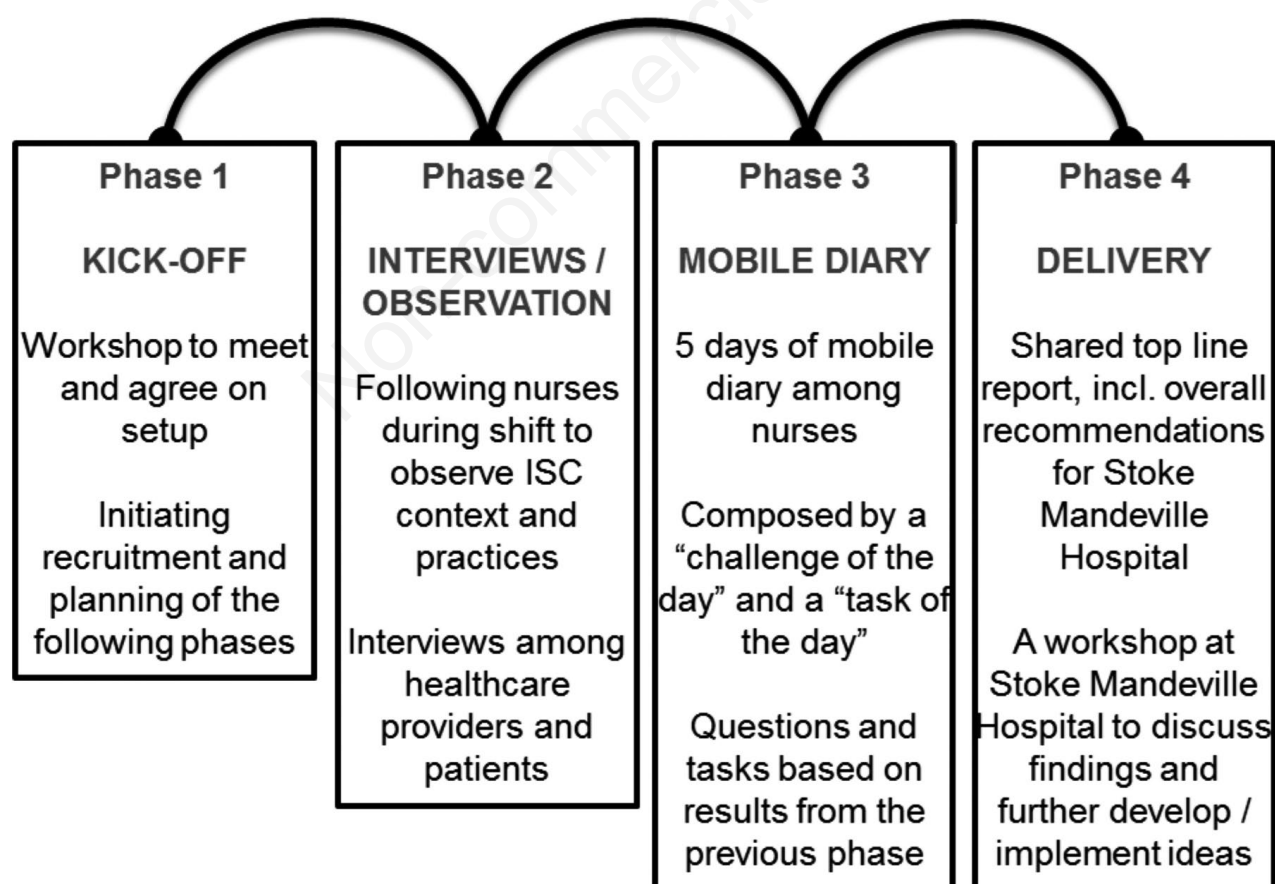 Non-commercial
Phase 1
KICK-OFF
Workshop to meet
and agree on
setup
Initiating
recruitment and
planning of the
following phases
Phase 2
INTERVIEWS /
OBSERVATION
Following nurses
during shift to
observe ISC
context and
practices
Interviews among
healthcare
providers and
patients
Phase 3
MOBILE DIARY
5 days of mobile
diary among
nurses
Composed by a
“challenge of the
day” and a “task of
the day”
Questions and
tasks based on
results from the
previous phase
Phase 4
DELIVERY
Shared top line
report, incl. overall
recommendations
for Stoke
Mandeville
Hospital
A workshop at
Stoke Mandeville
Hospital to discuss
findings and
further develop /
implement ideas